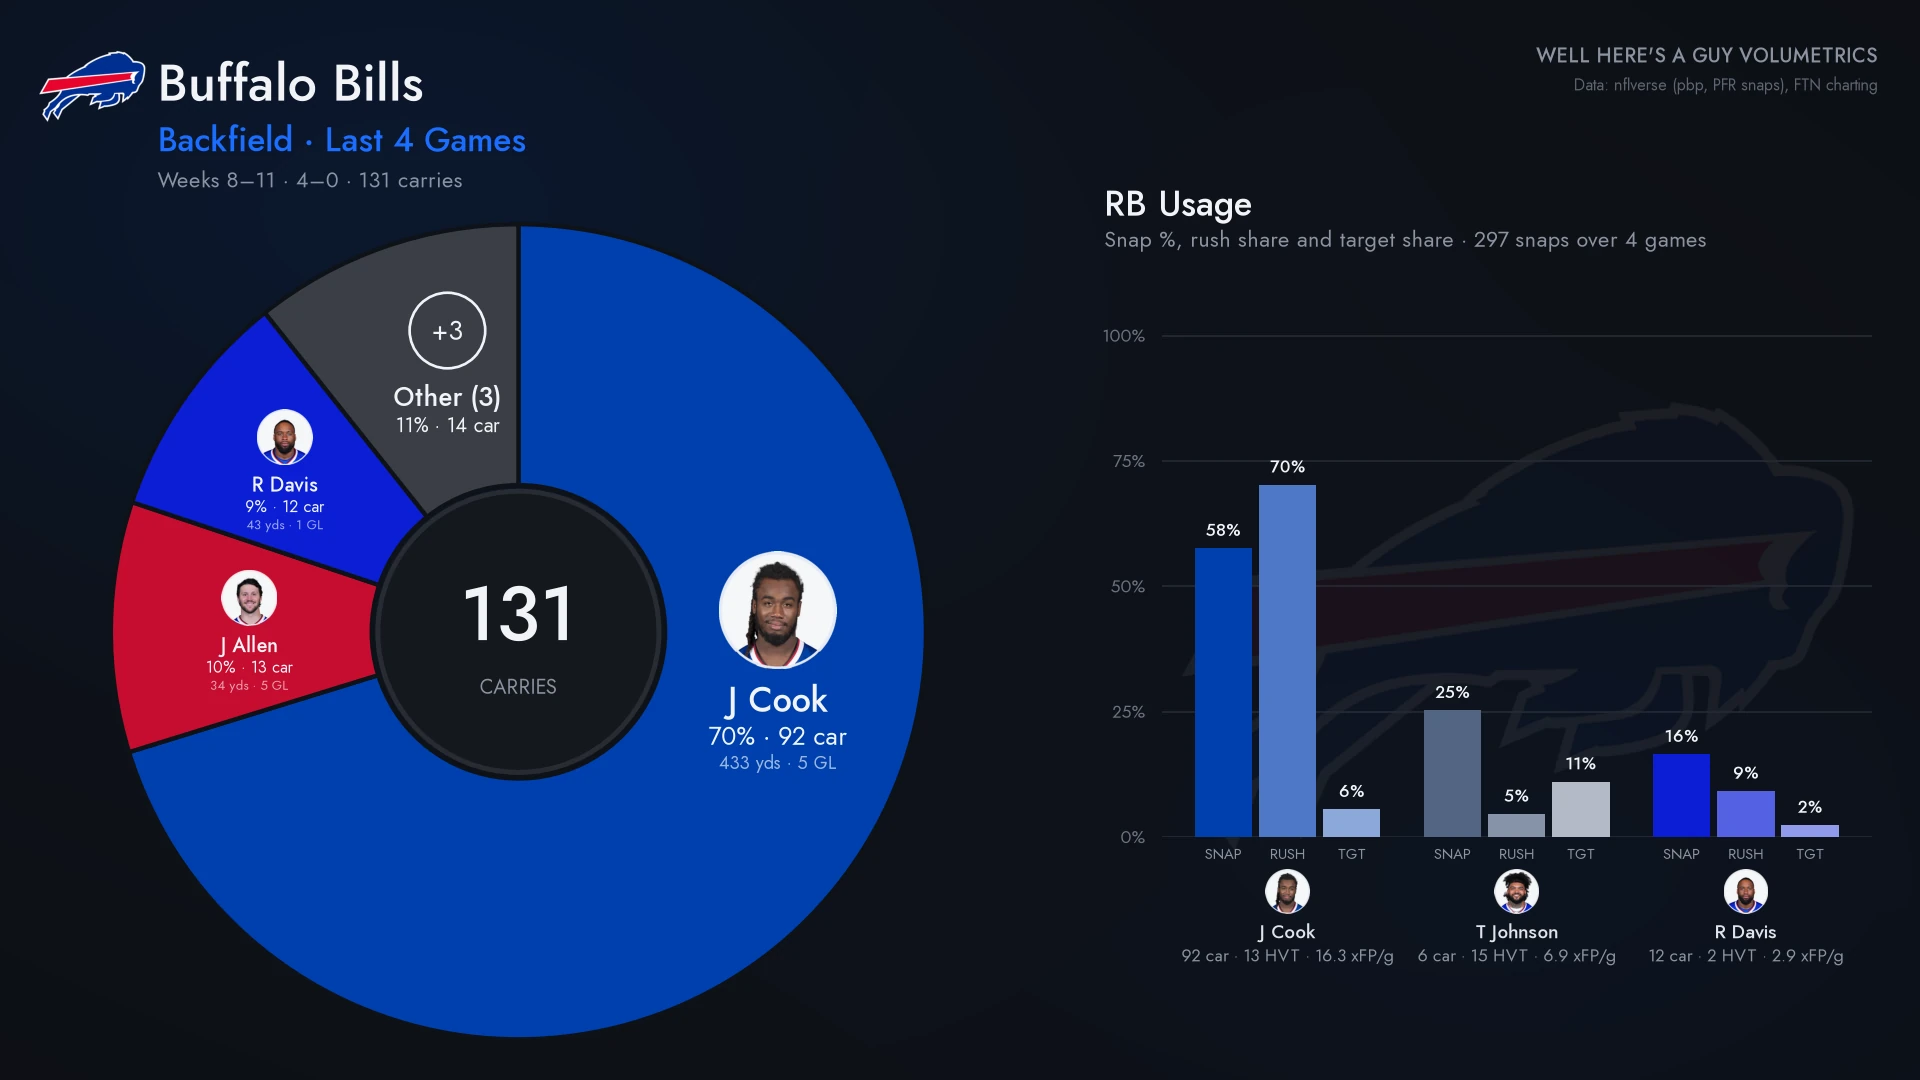 Buffalo Bills
Backfield · Last 4 Games
Weeks 8–11 · 4–0 · 131 carries
WELL HERE'S A GUY VOLUMETRICS
Data: nflverse (pbp, PFR snaps), FTN charting
+3
Other (3)
11% · 14 car
R Davis
9% · 12 car
43 yds · 1 GL
J Allen
10% · 13 car
34 yds · 5 GL
131
CARRIES
J Cook
70% · 92 car
433 yds · 5 GL
RB Usage
Snap %, rush share and target share · 297 snaps over 4 games
100%
75%
50%
25%
0%
58%
70%
6%
25%
5%
11%
16%
9%
2%
SNAP RUSH TGT SNAP RUSH TGT SNAP RUSH TGT
J Cook
92 car · 13 HVT · 16.3 xFP/g
T Johnson
6 car · 15 HVT · 6.9 xFP/g
R Davis
12 car · 2 HVT · 2.9 xFP/g